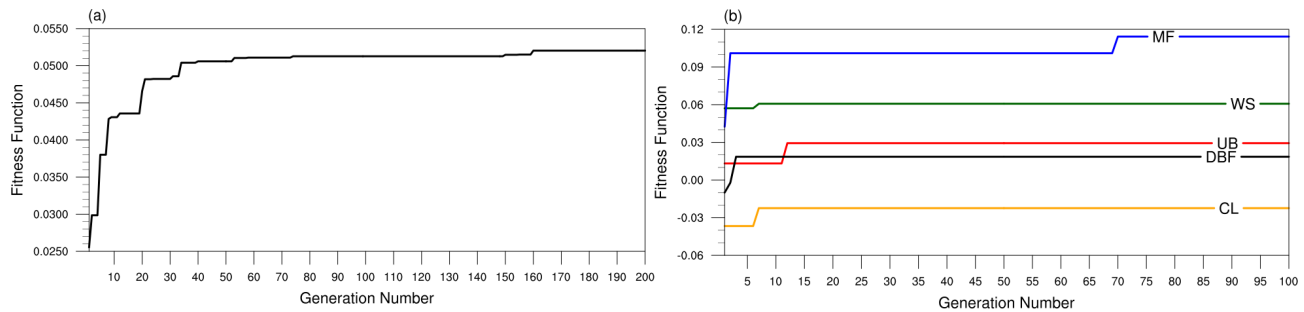 (a)
0.0550
0.0500
0.0450
0.0400
0.0350
0.0300
0.0250
Fitness Function
10 20 30 40 50 60 70 80 90 100 110 120 130 140 150 160 170 180 190 200
Generation Number
(b)
0.12
0.09
0.06
0.03
0.00
-0.03
-0.06
Fitness Function
MF
WS
UB
DBF
CL
5 10 15 20 25 30 35 40 45 50 55 60 65 70 75 80 85 90 95 100
Generation Number